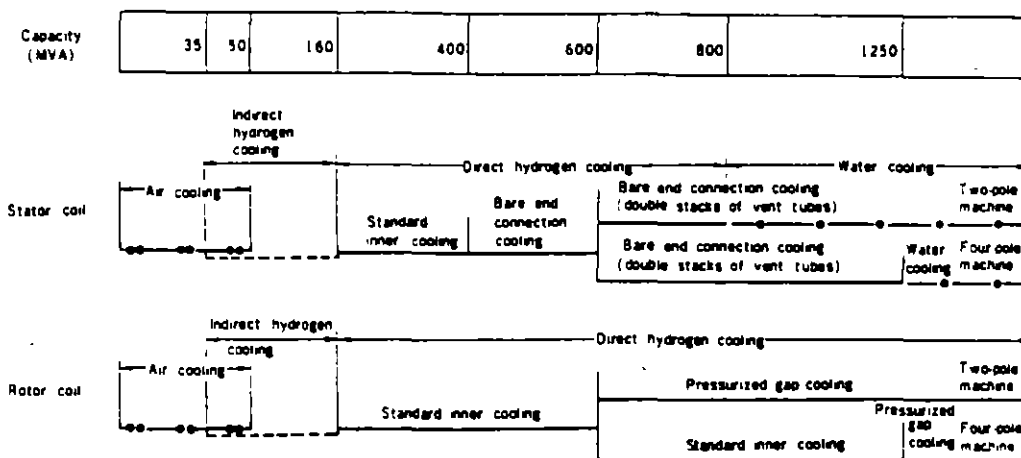 Capacity
(MVA)
35
50
160
400
600
800
1250
Indirect
hydrogen
cooling
Direct hydrogen cooling
Water cooling
Air cooling
Stator coil
Standard
inner cooling
Bare end
connection
cooling
Bare end connection cooling
(double stacks of vent tubes)
Two-pole
machine
Bare end connection cooling
(double stacks of vent tubes)
Water
cooling
Four-pole
machine
Indirect hydrogen
cooling
Direct hydrogen cooling
Air cooling
Rotor coil
Standard inner cooling
Pressurized gap cooling
Two-pole
machine
Standard inner cooling
Pressurized
gap
cooling
Four-pole
machine